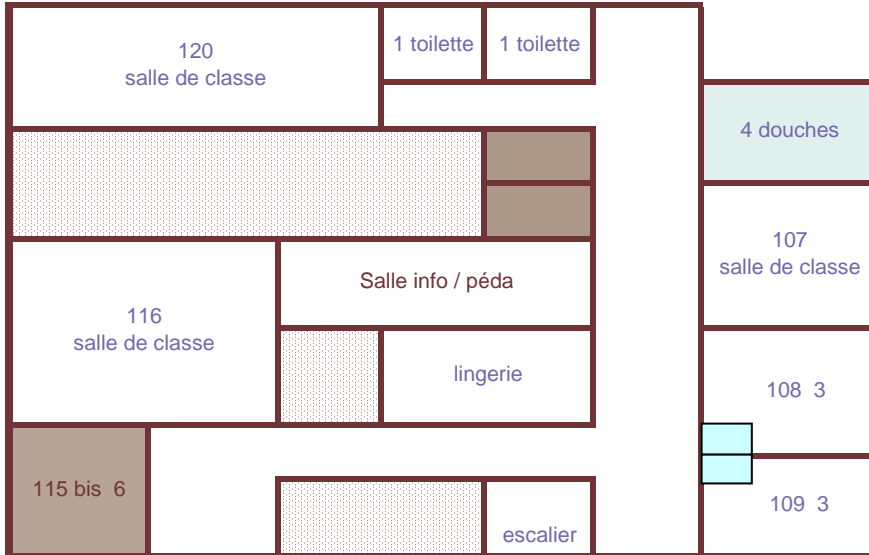 120
salle de classe
1 toilette
1 toilette
4 douches
107
salle de classe
Salle info / péda
116
salle de classe
lingerie
108  3
115 bis  6
109  3
escalier